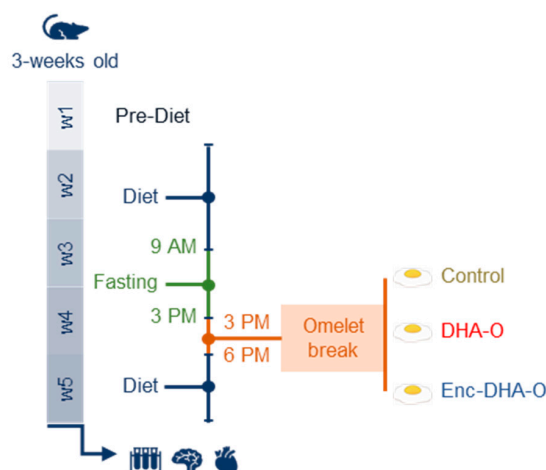 3-weeks old
w1
Pre-Diet
w2
Diet
w3
9 AM
Fasting
Control
w4
3 PM
3 PM
Omelet
break
DHA-O
6 PM
w5
Diet
Enc-DHA-O